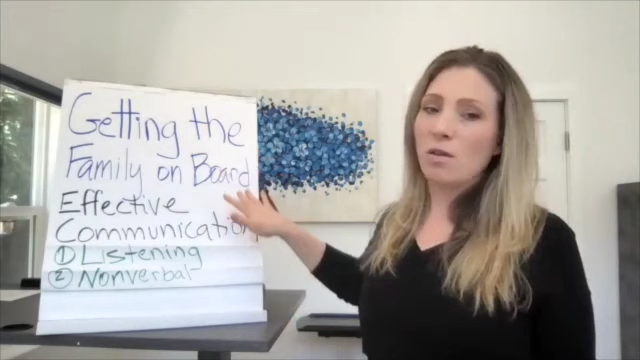 Getting the
Family on Board
Effective
Communication
① Listening
② Nonverbal